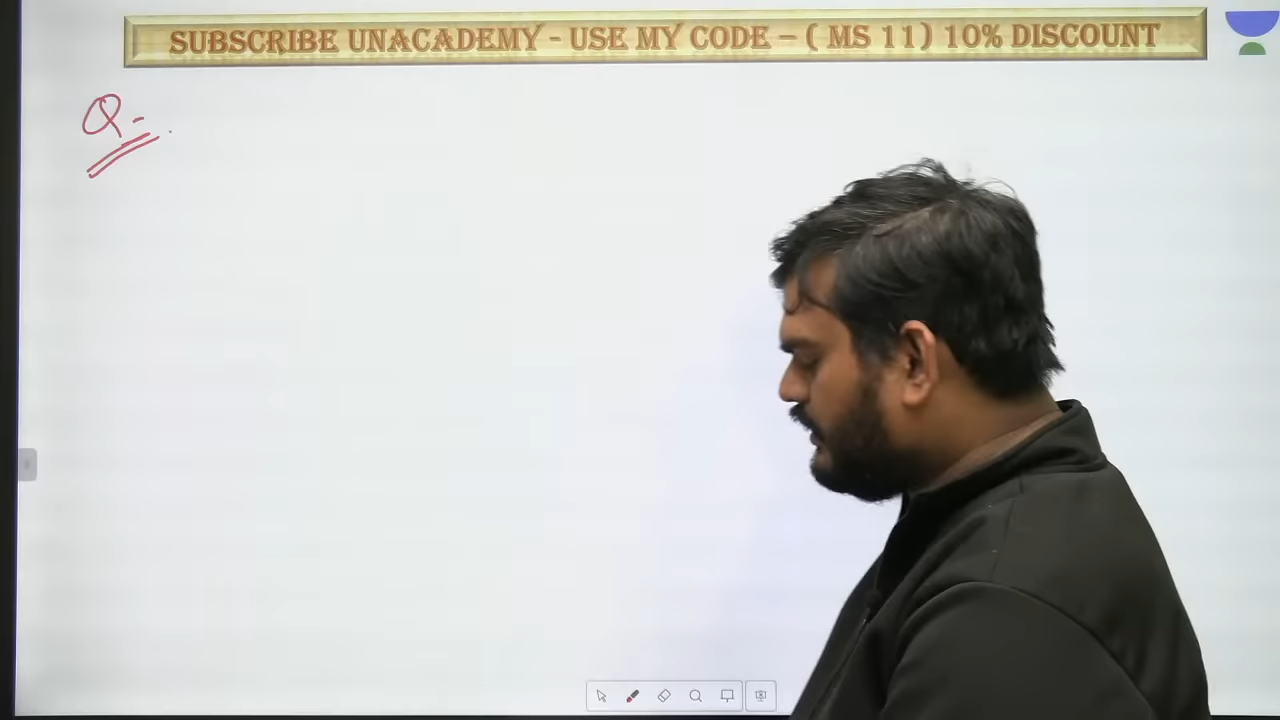 SUBSCRIBE UNACADEMY - USE MY CODE – ( MS 11) 10% DISCOUNT
Q-